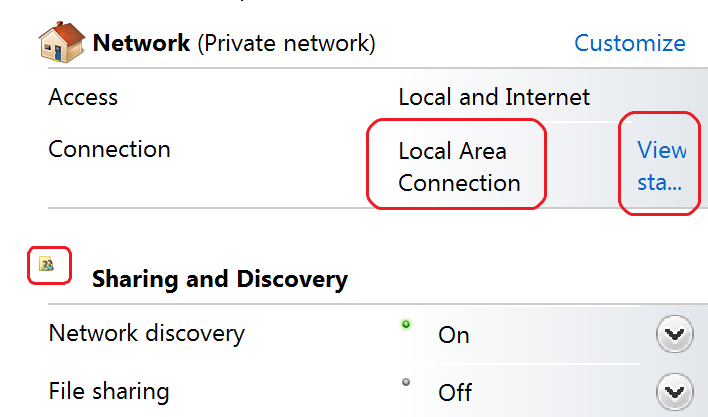 Network (Private network) Customize
Access Local and Internet
Connection Local Area View
Connection sta...
Sharing and Discovery
Network discovery On
File sharing Off